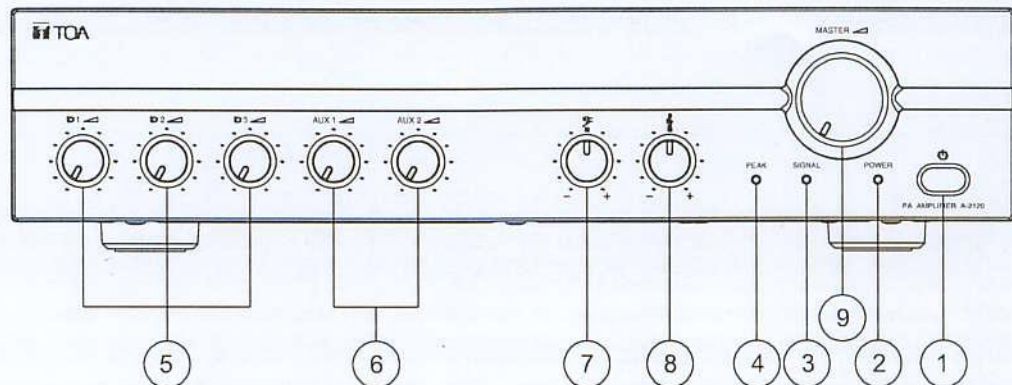 TOA
MASTER
1 2 3 AUX 1 AUX 2
PEAK SIGNAL POWER
PA AMPLIFIER A-2120
- + - +
5 6 7 8 4 3 9 2 1